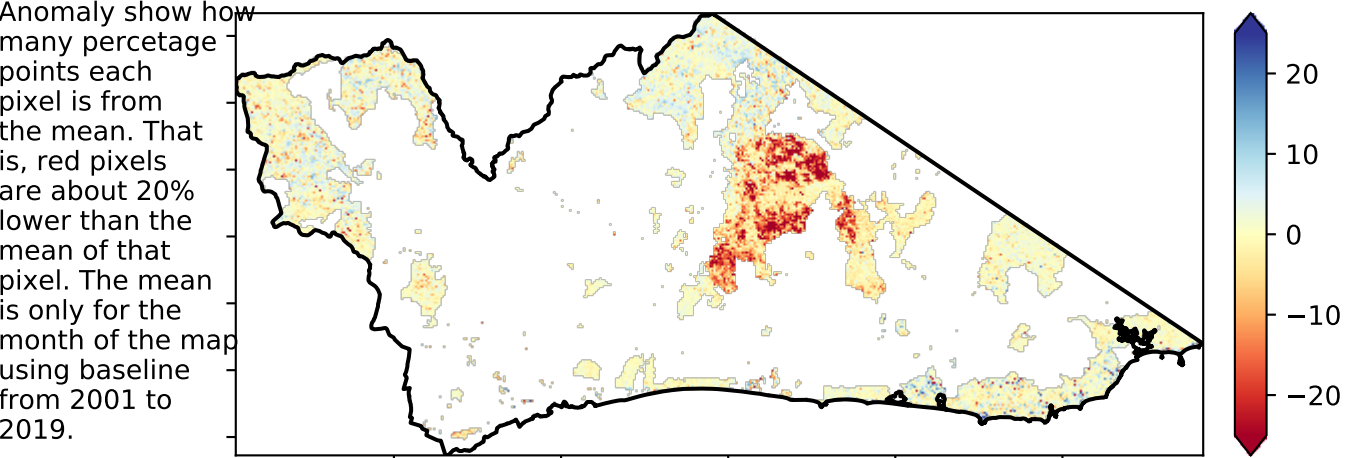 Anomaly show how
many percetage
points each
pixel is from
the mean. That
is, red pixels
are about 20%
lower than the
mean of that
pixel. The mean
is only for the
month of the map
using baseline
from 2001 to
2019.
20
10
0
−10
−20